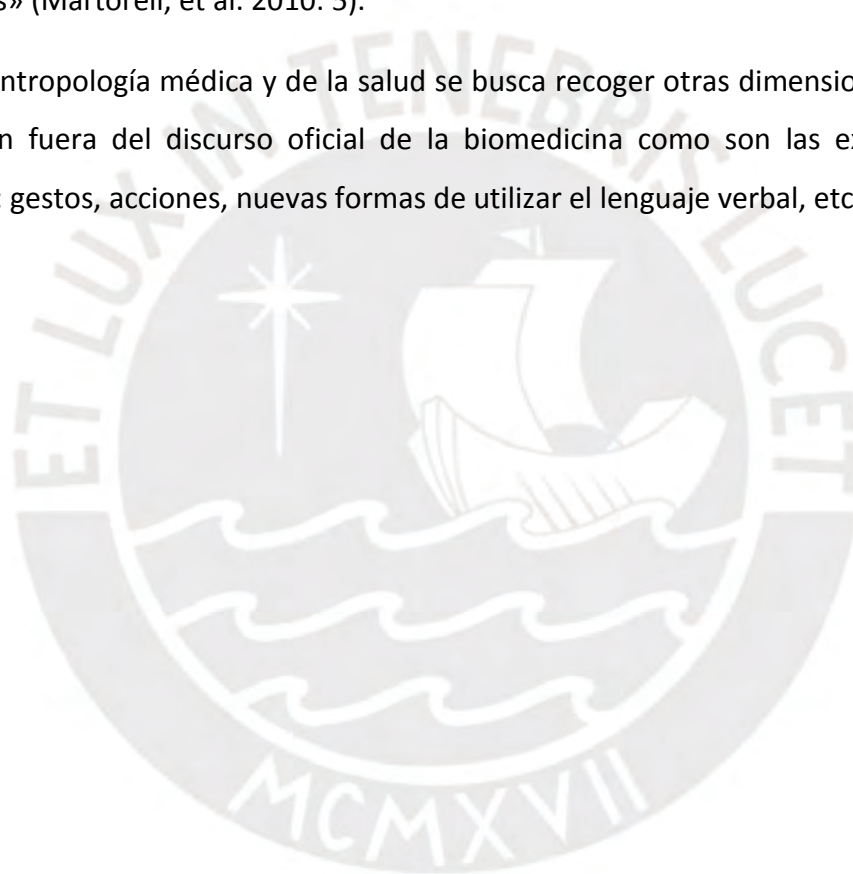 s» (Martorell, et al. 2010: 5).
ntropología médica y de la salud se busca recoger otras dimensio
n fuera del discurso oficial de la biomedicina como son las ex
: gestos, acciones, nuevas formas de utilizar el lenguaje verbal, etc
ET LUX IN TENEBRIS LUCET
MCMXVII